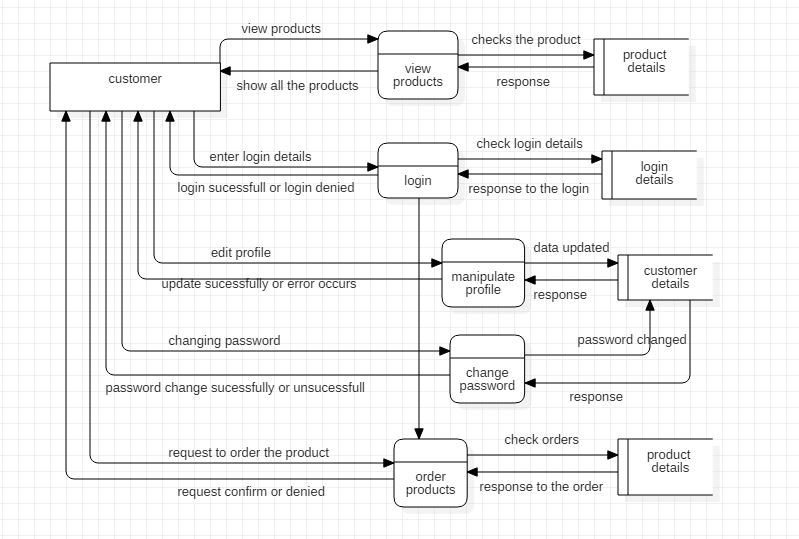 view products
checks the product
product
details
customer
view
products
show all the products
response
check login details
enter login details
login
login
details
login sucessfull or login denied
response to the login
edit profile
data updated
manipulate
profile
customer
details
update sucessfully or error occurs
response
changing password
password changed
change
password
password change sucessfully or unsucessfull
response
check orders
request to order the product
product
details
order
products
request confirm or denied
response to the order